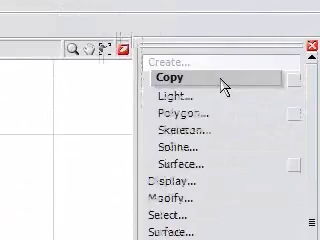 Create...
Copy
Light...
Polygon...
Skeleton...
Spline...
Surface...
Display...
Modify...
Select...
Surface...